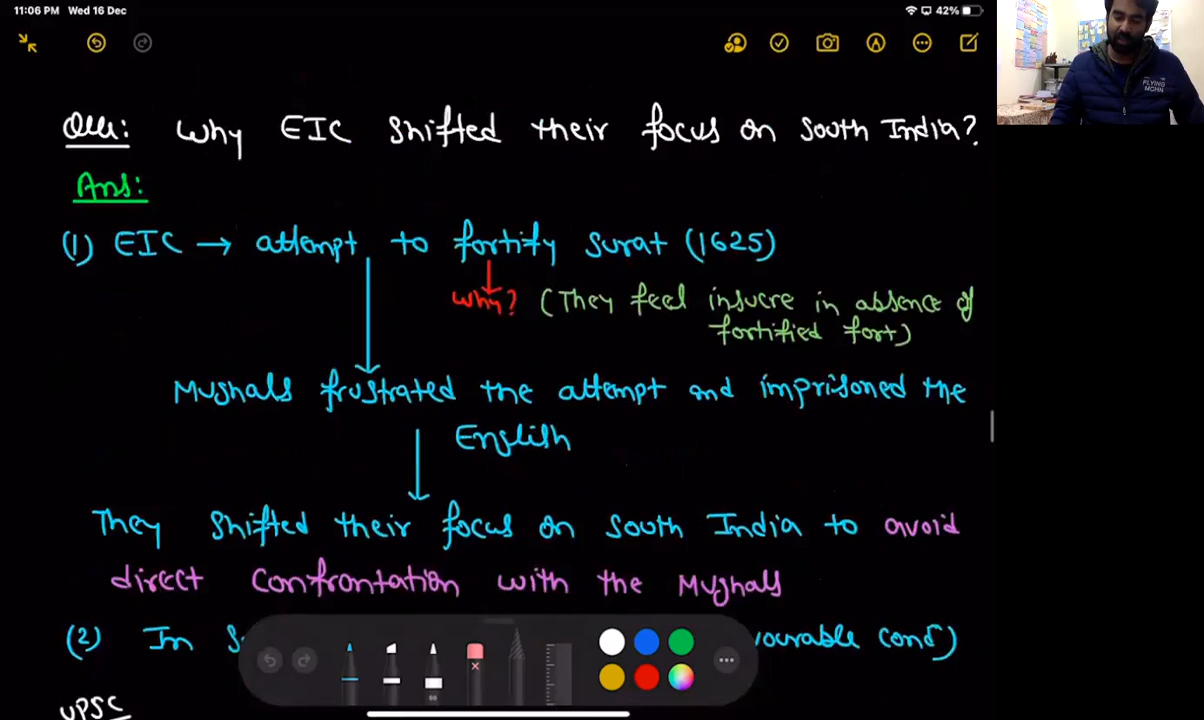 11:06 PM Wed 16 Dec
42%
Que: Why EIC shifted their focus on South India?
Ans:
(1) EIC → attempt to fortify Surat (1625)
Why? (They feel insucre in absence of
fortified fort)
Mughals frustrated the attempt and imprisoned the
English
They shifted their focus on South India to avoid
direct confrontation with the Mughals
(2) In S
vourable cond)
UPSC
FLYING
MCHN